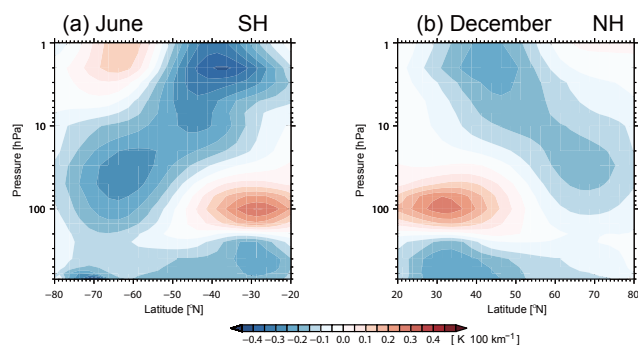 (a) June SH (b) December NH
1 1
10 10
100 100
Pressure [hPa] Pressure [hPa]
−80 −70 −60 −50 −40 −30 −20 20 30 40 50 60 70 80
Latitude [°N] Latitude [°N]
−0.4 −0.3 −0.2 −0.1 0.0 0.1 0.2 0.3 0.4 [ K 100 km⁻¹]